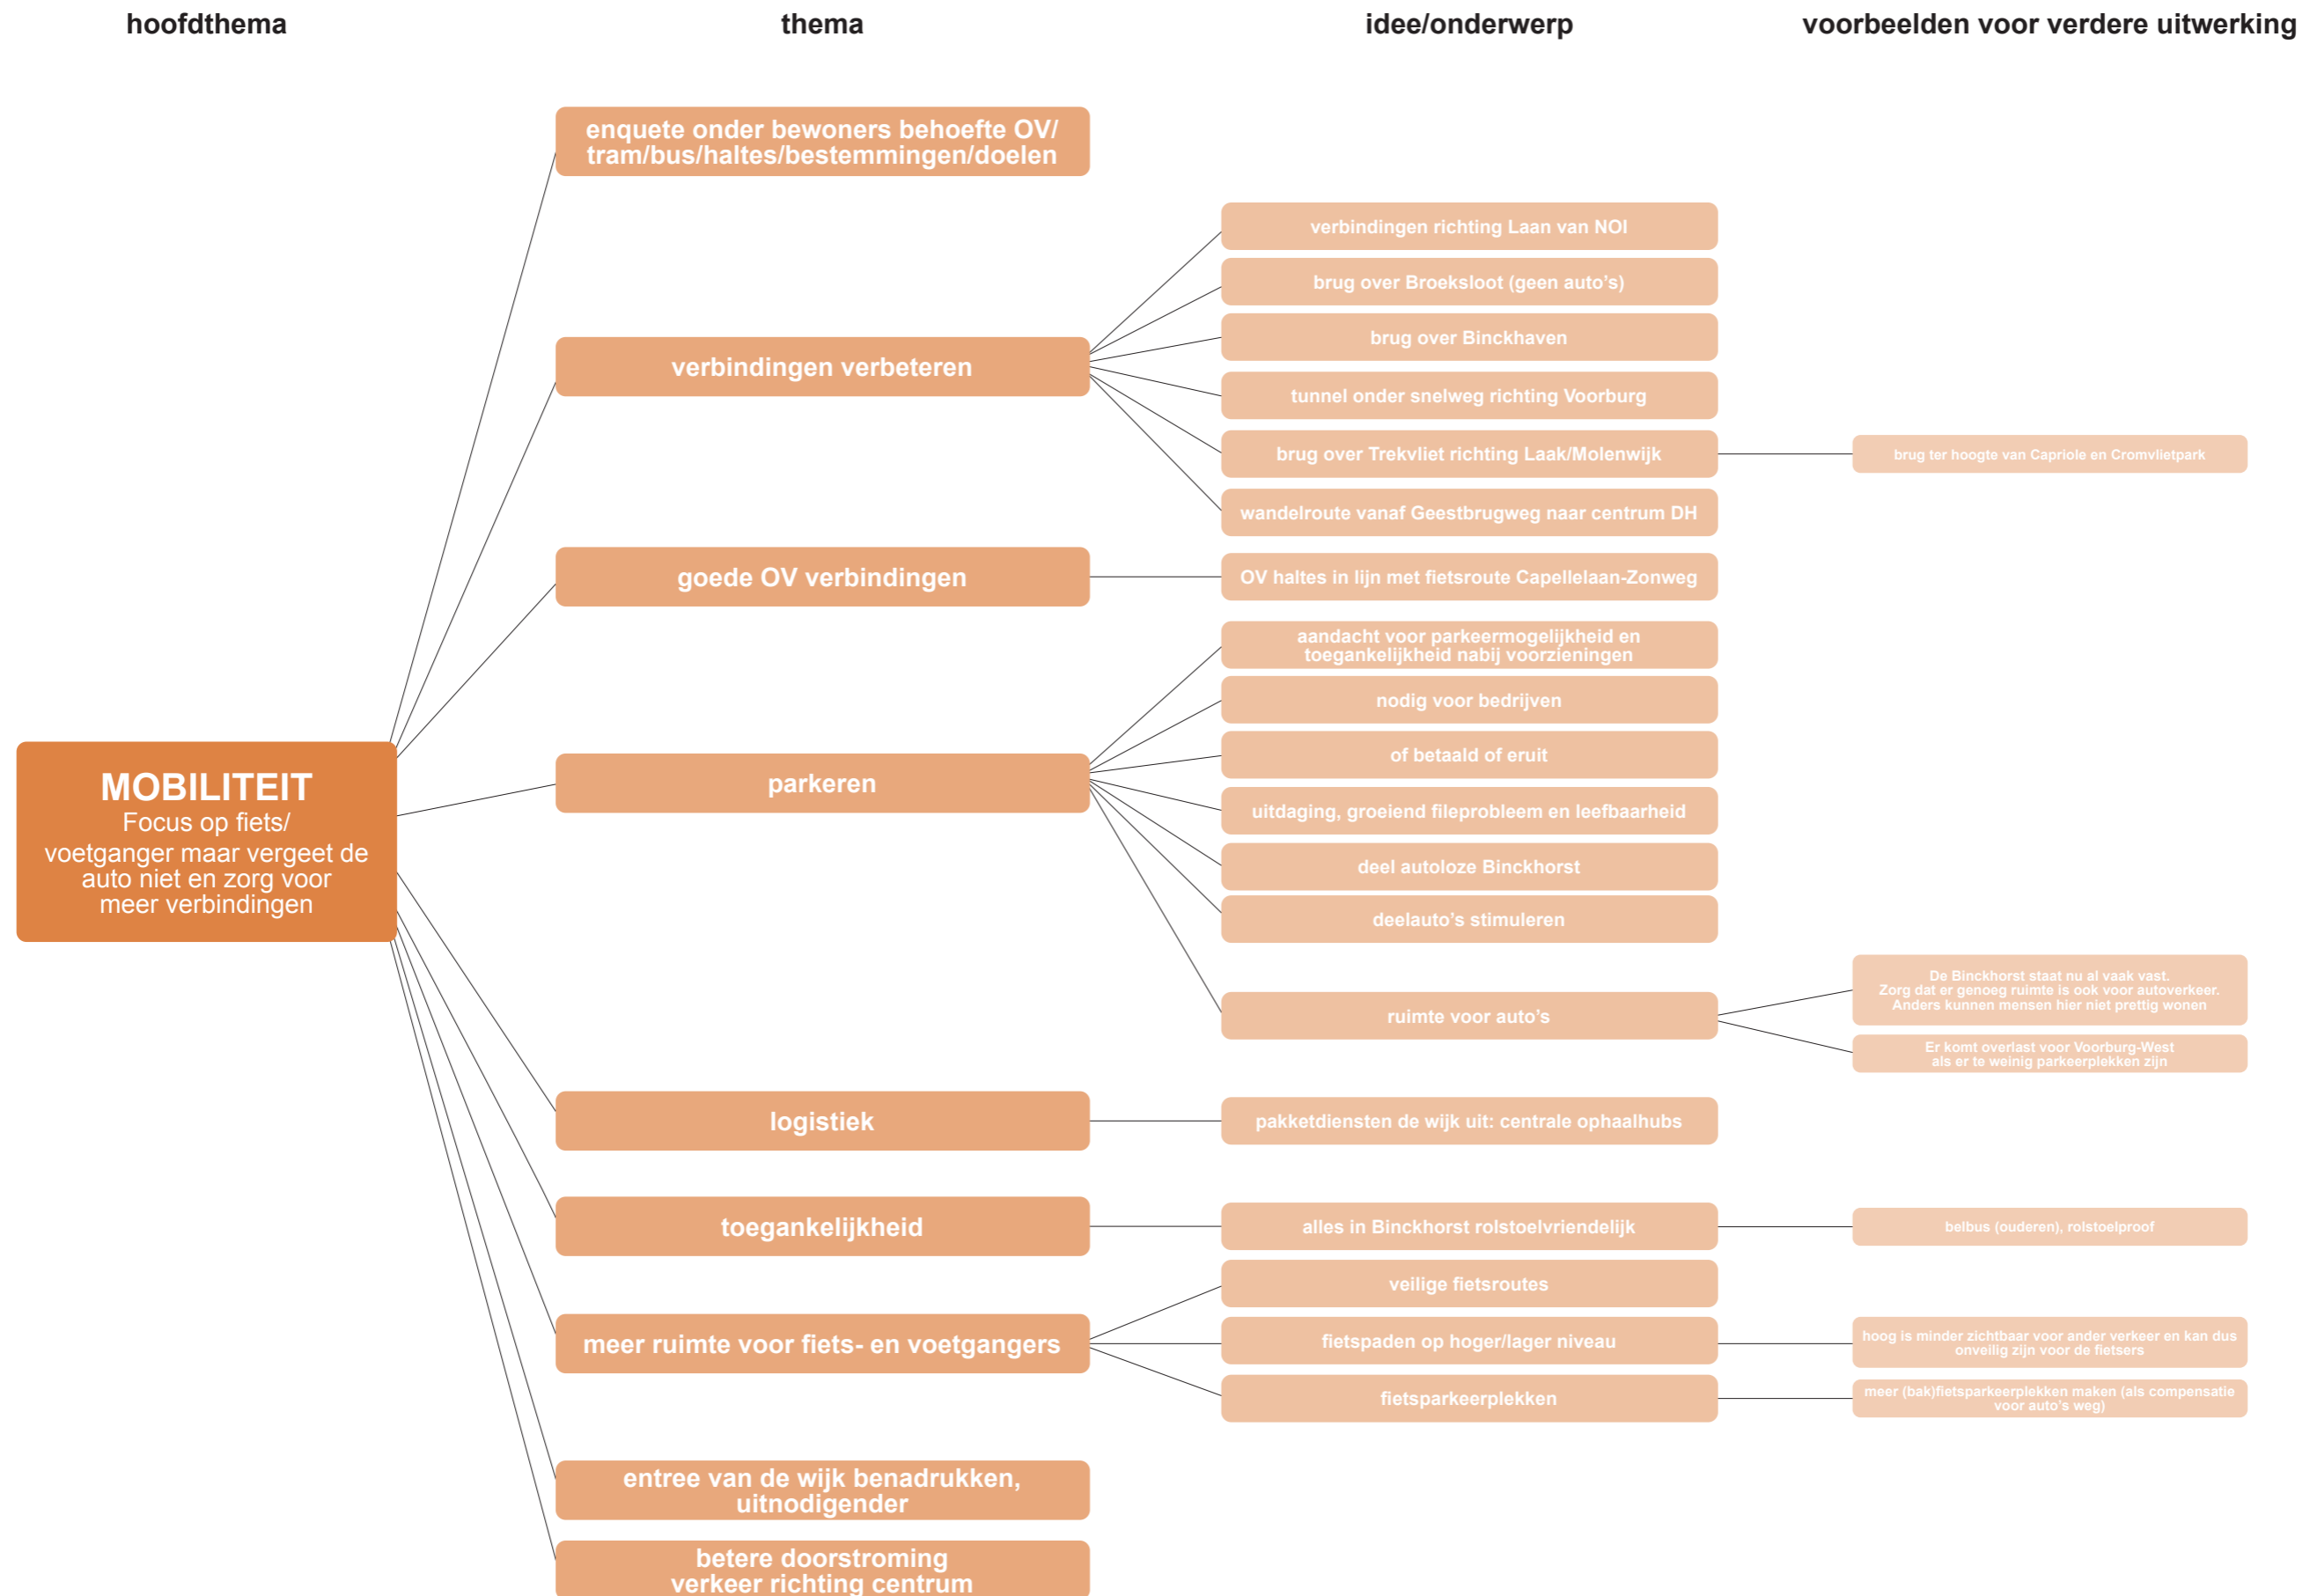 hoofdthema
thema
idee/onderwerp
voorbeelden voor verdere uitwerking
MOBILITEIT
Focus op fiets/
voetganger maar vergeet de
auto niet en zorg voor
meer verbindingen
enquete onder bewoners behoefte OV/
tram/bus/haltes/bestemmingen/doelen
verbindingen verbeteren
verbindingen richting Laan van NOI
brug over Broeksloot (geen auto’s)
brug over Binckhaven
tunnel onder snelweg richting Voorburg
brug over Trekvliet richting Laak/Molenwijk
brug ter hoogte van Capriole en Cromvlietpark
wandelroute vanaf Geestbrugweg naar centrum DH
goede OV verbindingen
OV haltes in lijn met fietsroute Capellelaan-Zonweg
parkeren
aandacht voor parkeermogelijkheid en
toegankelijkheid nabij voorzieningen
nodig voor bedrijven
of betaald of eruit
uitdaging, groeiend fileprobleem en leefbaarheid
deel autoloze Binckhorst
deelauto’s stimuleren
ruimte voor auto’s
De Binckhorst staat nu al vaak vast.
Zorg dat er genoeg ruimte is ook voor autoverkeer.
Anders kunnen mensen hier niet prettig wonen
Er komt overlast voor Voorburg-West
als er te weinig parkeerplekken zijn
logistiek
pakketdiensten de wijk uit: centrale ophaalhubs
toegankelijkheid
alles in Binckhorst rolstoelvriendelijk
belbus (ouderen), rolstoelproof
meer ruimte voor fiets- en voetgangers
veilige fietsroutes
fietspaden op hoger/lager niveau
hoog is minder zichtbaar voor ander verkeer en kan dus
onveilig zijn voor de fietsers
fietsparkeerplekken
meer (bak)fietsparkeerplekken maken (als compensatie
voor auto’s weg)
entree van de wijk benadrukken,
uitnodigender
betere doorstroming
verkeer richting centrum